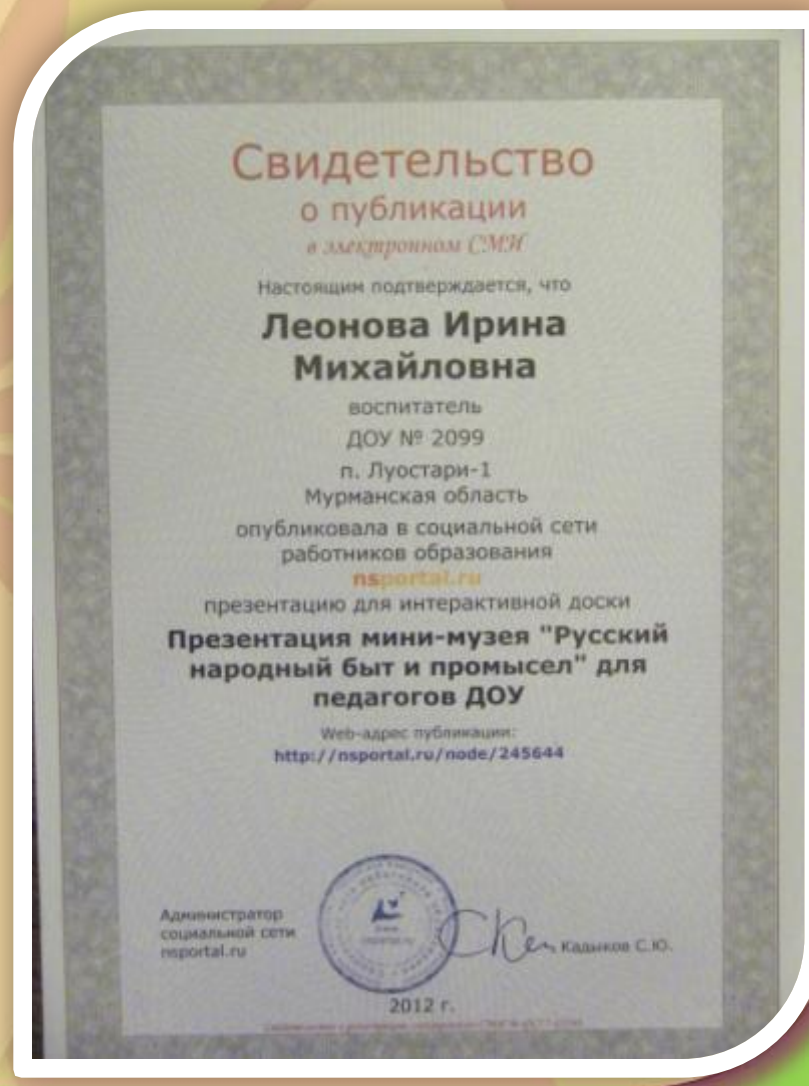 Свидетельство
о публикации
в электронном СМИ
Настоящим подтверждается, что
Леонова Ирина
Михайловна
воспитатель
ДОУ № 2099
п. Луостари-1
Мурманская область
опубликовала в социальной сети
работников образования
nsportal.ru
презентацию для интерактивной доски
Презентация мини-музея "Русский
народный быт и промысел" для
педагогов ДОУ
Web-адрес публикации:
http://nsportal.ru/node/245644
Администратор
социальной сети
nsportal.ru
Кадыков С.Ю.
2012 г.